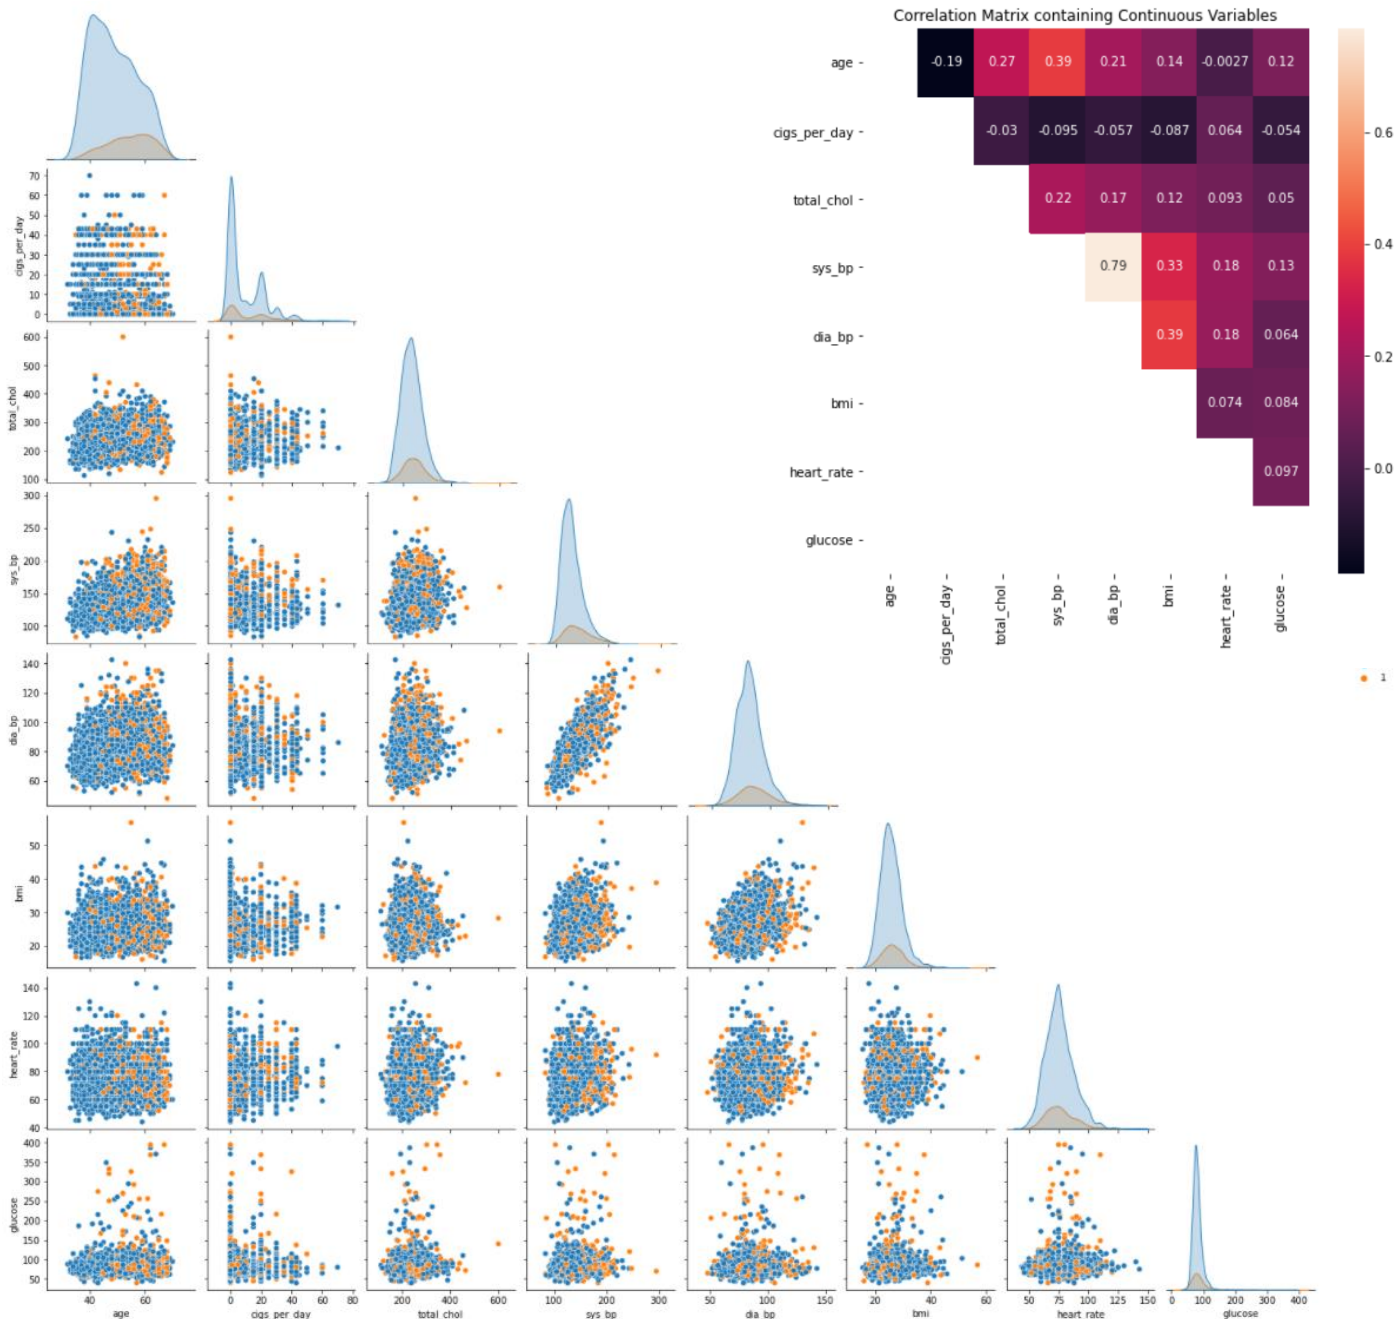 Correlation Matrix containing Continuous Variables
age -0.19 0.27 0.39 0.21 0.14 -0.0027 0.12
cigs_per_day -0.03 -0.095 -0.057 -0.087 0.064 -0.054
total_chol 0.22 0.17 0.12 0.093 0.05
sys_bp 0.79 0.33 0.18 0.13
dia_bp 0.39 0.18 0.064
bmi 0.074 0.084
heart_rate 0.097
glucose
age cigs_per_day total_chol sys_bp dia_bp bmi heart_rate glucose
0.6
0.4
0.2
0.0
1
cigs_per_day
70
60
50
40
30
20
10
0
total_chol
600
500
400
300
200
100
sys_bp
300
250
200
150
100
dia_bp
140
120
100
80
60
bmi
50
40
30
20
heart_rate
140
120
100
80
60
40
glucose
400
350
300
250
200
150
100
50
40 60
age
0 20 40 60 80
cigs_per_day
200 400 600
total_chol
100 200 300
sys_bp
50 100 150
dia_bp
20 40 60
bmi
50 75 100 125 150
heart_rate
0 100 200 300 400
glucose